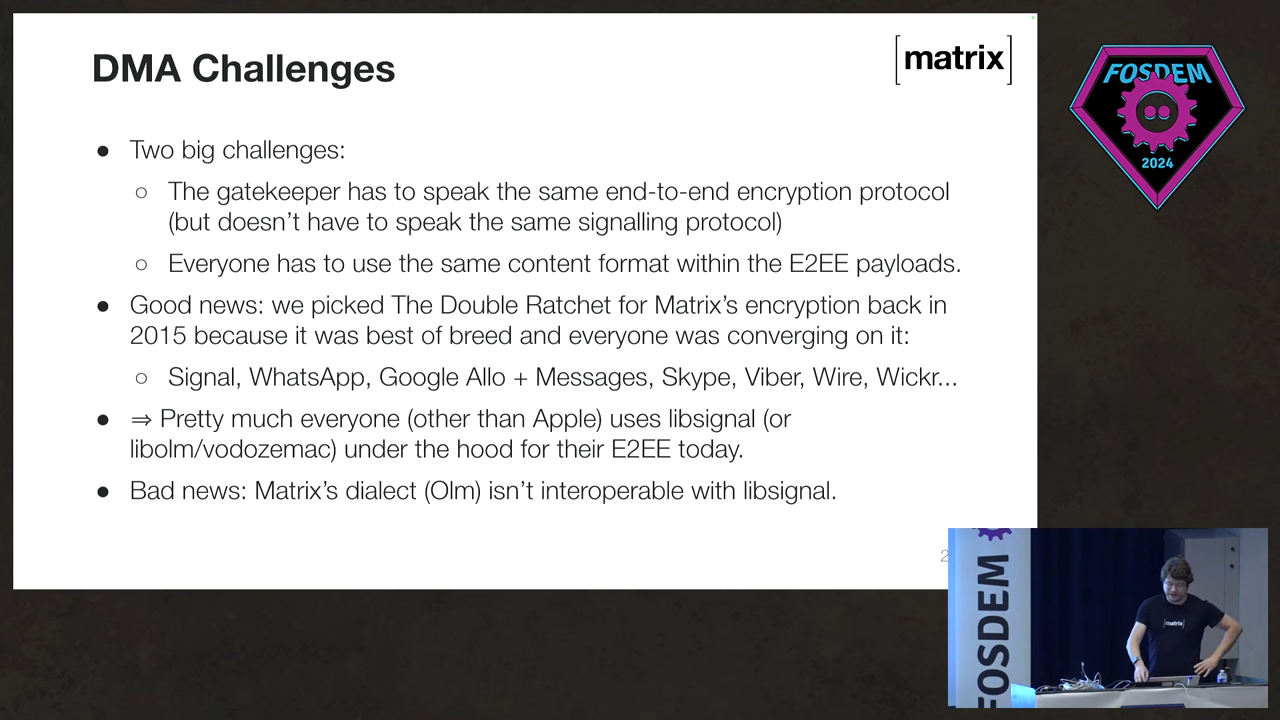 DMA Challenges
[matrix]
● Two big challenges:
○ The gatekeeper has to speak the same end-to-end encryption protocol
(but doesn’t have to speak the same signalling protocol)
○ Everyone has to use the same content format within the E2EE payloads.
● Good news: we picked The Double Ratchet for Matrix’s encryption back in
2015 because it was best of breed and everyone was converging on it:
○ Signal, WhatsApp, Google Allo + Messages, Skype, Viber, Wire, Wickr...
● ⇒ Pretty much everyone (other than Apple) uses libsignal (or
libolm/vodozemac) under the hood for their E2EE today.
● Bad news: Matrix’s dialect (Olm) isn’t interoperable with libsignal.
FOSDEM
2024
FOSDEM
[matrix]